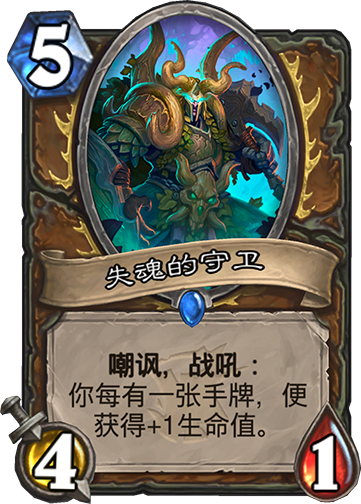 5
失魂的守卫
嘲讽，战吼：
你每有一张手牌，便
获得+1生命值。
4
1